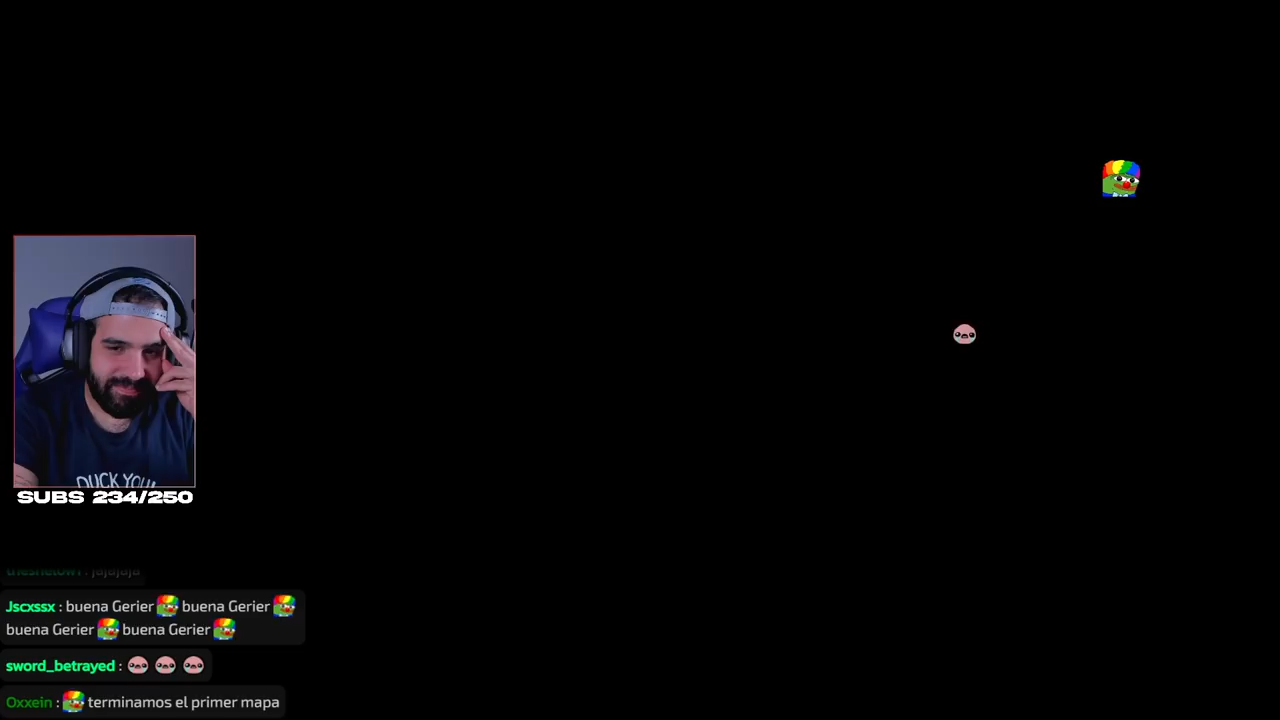 DUCK YOU!
SUBS 234/250
: jajajaja
Jscxssx : buena Gerier buena Gerier
buena Gerier buena Gerier
sword_betrayed :
Oxxein : terminamos el primer mapa